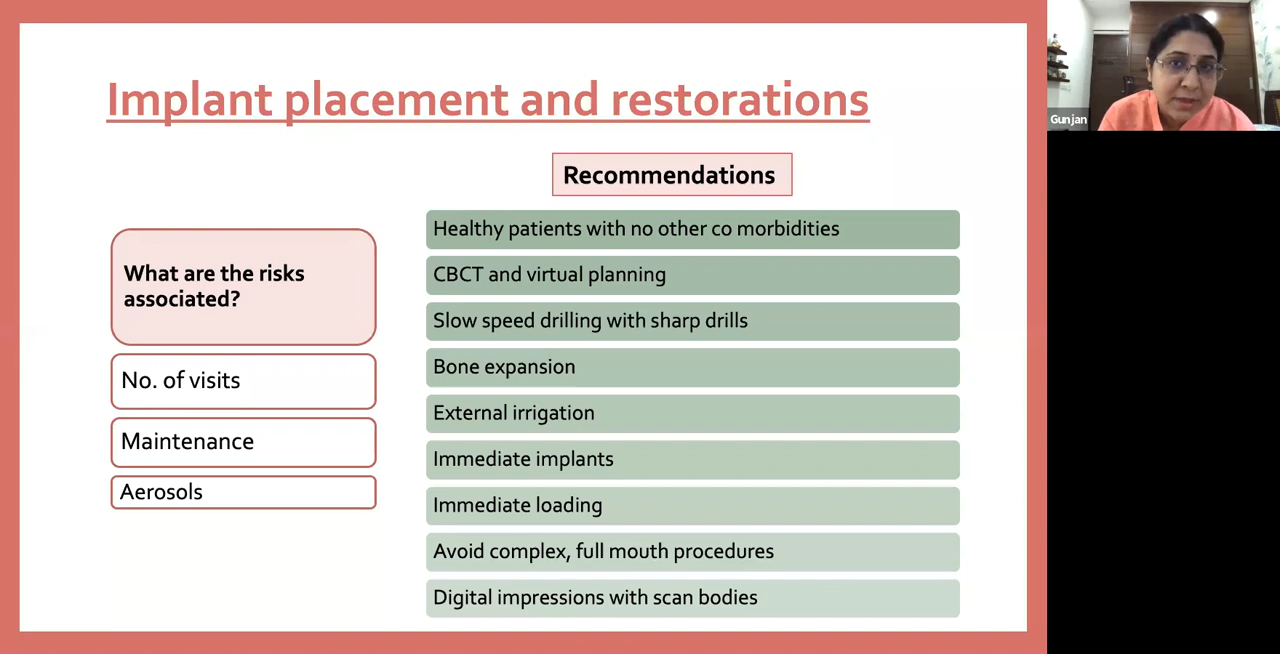 Implant placement and restorations
Recommendations
What are the risks
associated?
No. of visits
Maintenance
Aerosols
Healthy patients with no other co morbidities
CBCT and virtual planning
Slow speed drilling with sharp drills
Bone expansion
External irrigation
Immediate implants
Immediate loading
Avoid complex, full mouth procedures
Digital impressions with scan bodies
Gunjan